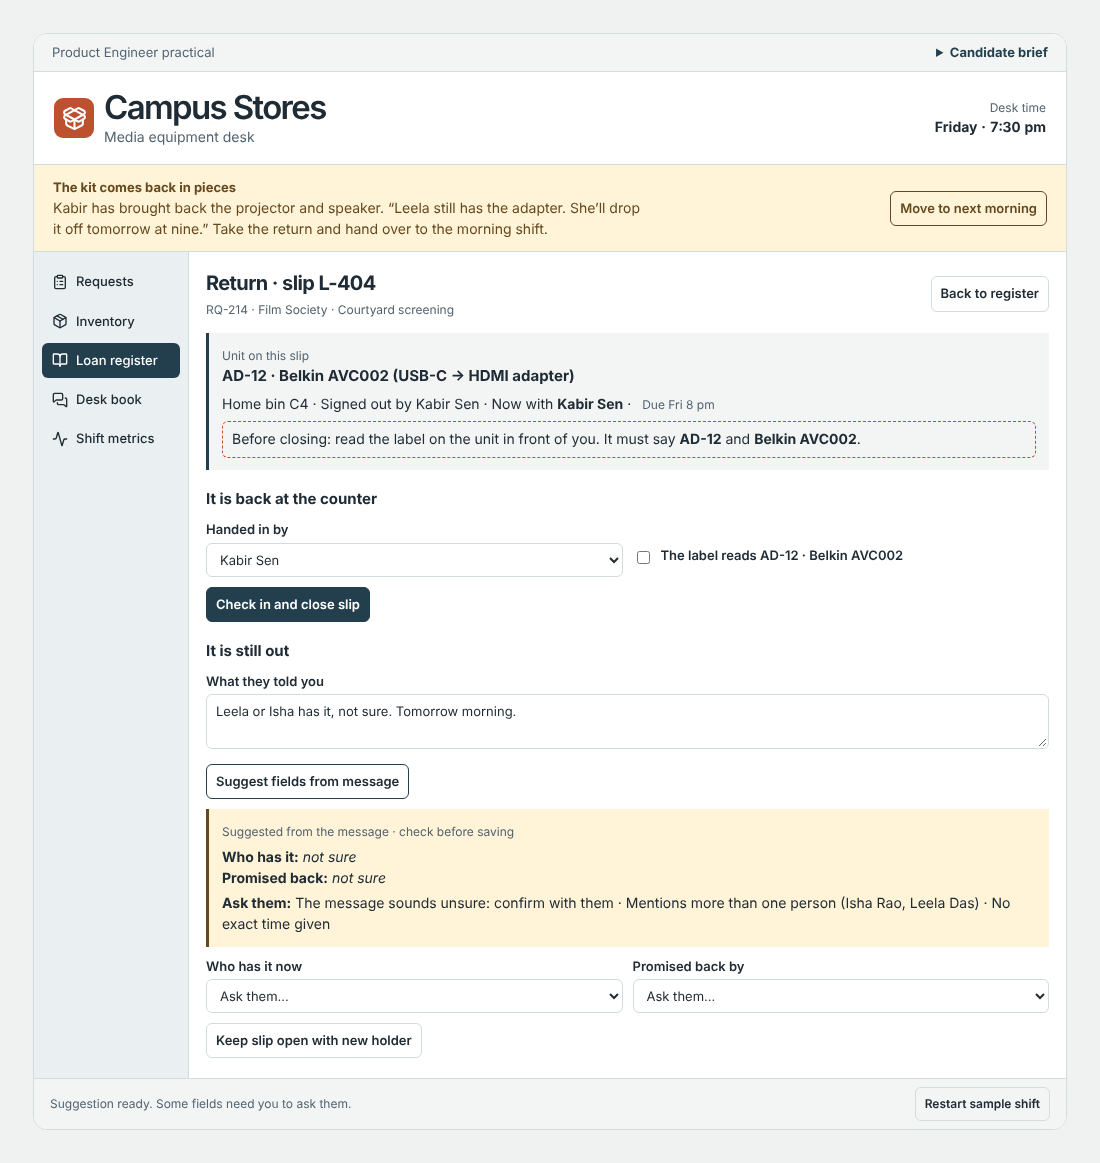 Product Engineer practical
Candidate brief
Campus Stores
Media equipment desk
Desk time
Friday · 7:30 pm
The kit comes back in pieces
Kabir has brought back the projector and speaker. “Leela still has the adapter. She’ll drop
it off tomorrow at nine.” Take the return and hand over to the morning shift.
Move to next morning
Requests
Inventory
Loan register
Desk book
Shift metrics
Return · slip L-404
RQ-214 · Film Society · Courtyard screening
Back to register
Unit on this slip
AD-12 · Belkin AVC002 (USB-C → HDMI adapter)
Home bin C4 · Signed out by Kabir Sen · Now with Kabir Sen · Due Fri 8 pm
Before closing: read the label on the unit in front of you. It must say AD-12 and Belkin AVC002.
It is back at the counter
Handed in by
Kabir Sen
The label reads AD-12 · Belkin AVC002
Check in and close slip
It is still out
What they told you
Leela or Isha has it, not sure. Tomorrow morning.
Suggest fields from message
Suggested from the message · check before saving
Who has it: not sure
Promised back: not sure
Ask them: The message sounds unsure: confirm with them · Mentions more than one person (Isha Rao, Leela Das) · No
exact time given
Who has it now
Promised back by
Ask them...
Ask them...
Keep slip open with new holder
Suggestion ready. Some fields need you to ask them.
Restart sample shift